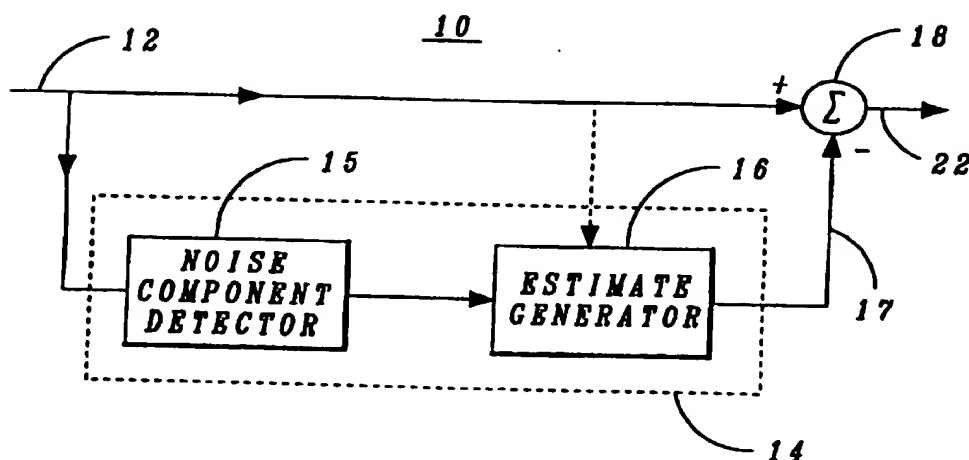 10
12
18
+
Σ
-
22
15
16
NOISE
COMPONENT
DETECTOR
ESTIMATE
GENERATOR
17
14